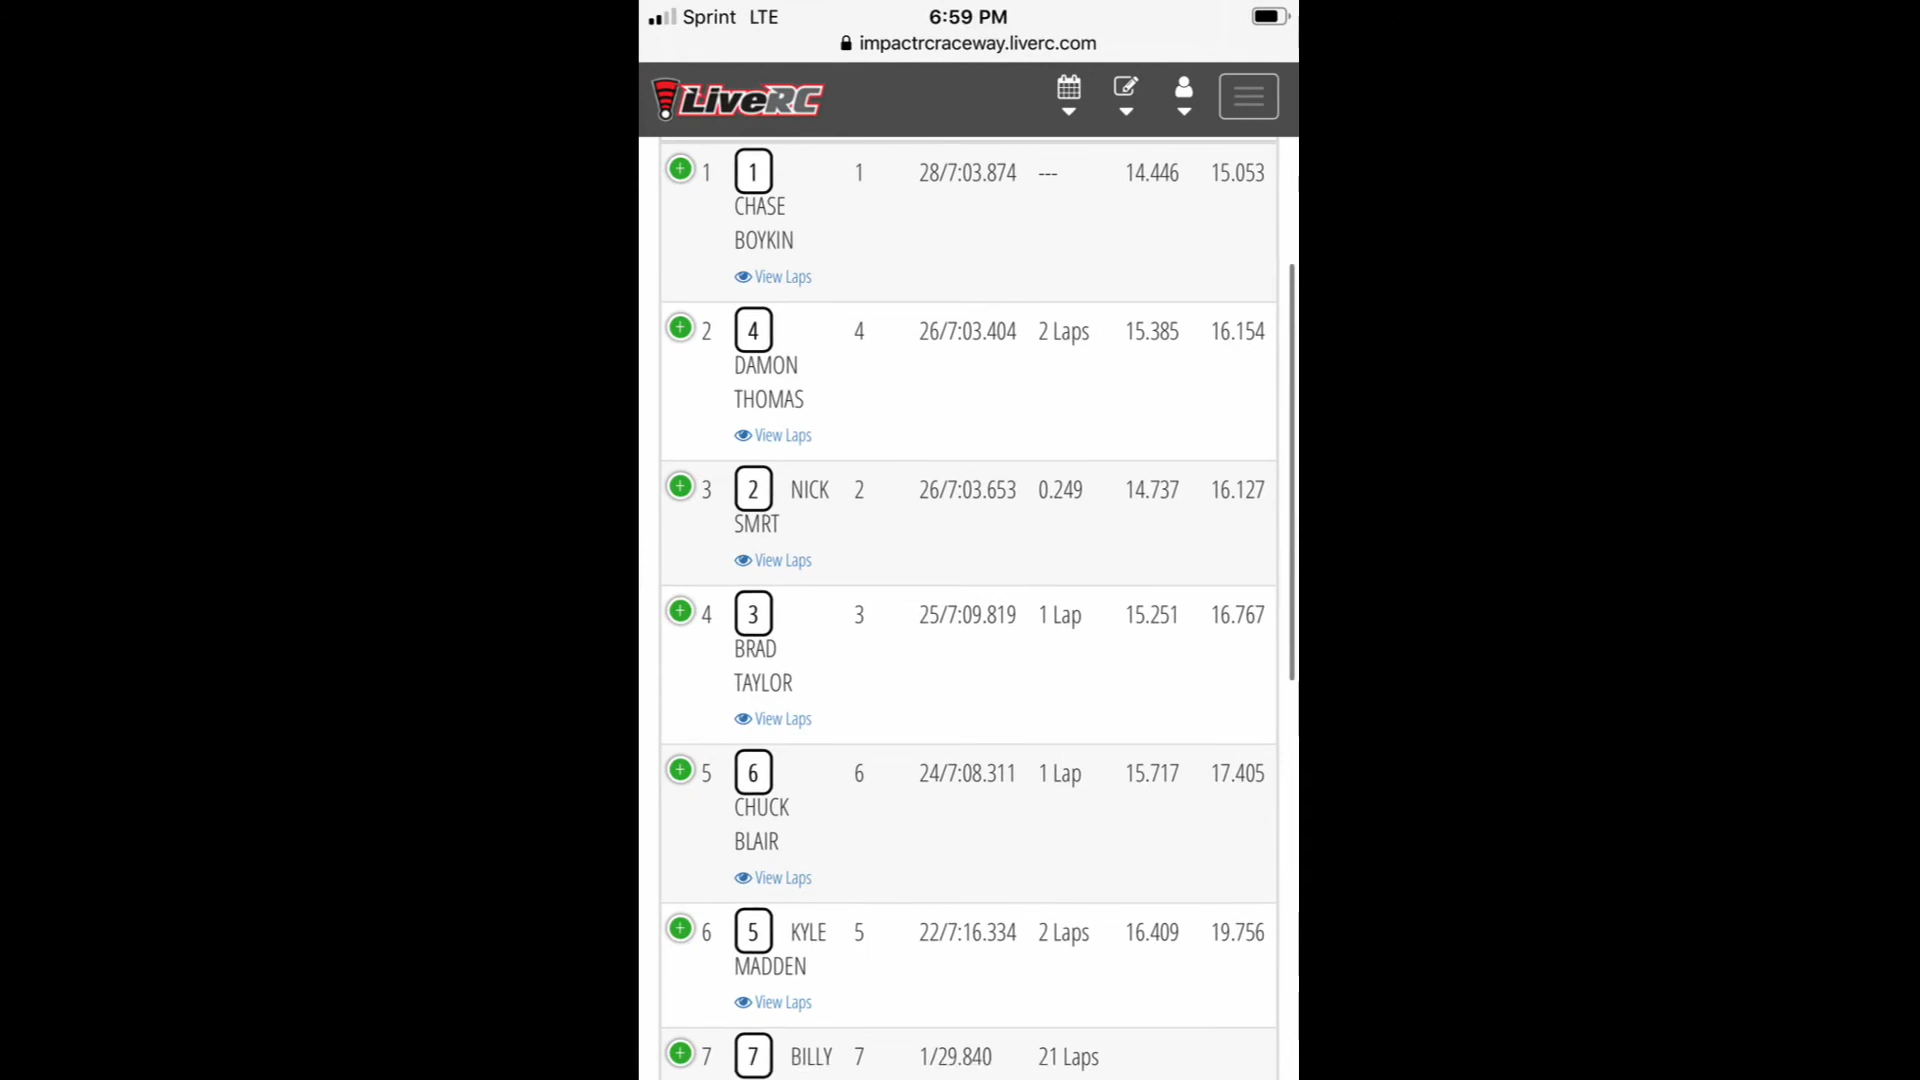 Sprint LTE 6:59 PM
impactrcraceway.liverc.com
LiveRC
1 1 1 28/7:03.874 --- 14.446 15.053
CHASE
BOYKIN
View Laps
2 4 4 26/7:03.404 2 Laps 15.385 16.154
DAMON
THOMAS
View Laps
3 2 NICK 2 26/7:03.653 0.249 14.737 16.127
SMRT
View Laps
4 3 3 25/7:09.819 1 Lap 15.251 16.767
BRAD
TAYLOR
View Laps
5 6 6 24/7:08.311 1 Lap 15.717 17.405
CHUCK
BLAIR
View Laps
6 5 KYLE 5 22/7:16.334 2 Laps 16.409 19.756
MADDEN
View Laps
7 7 BILLY 7 1/29.840 21 Laps